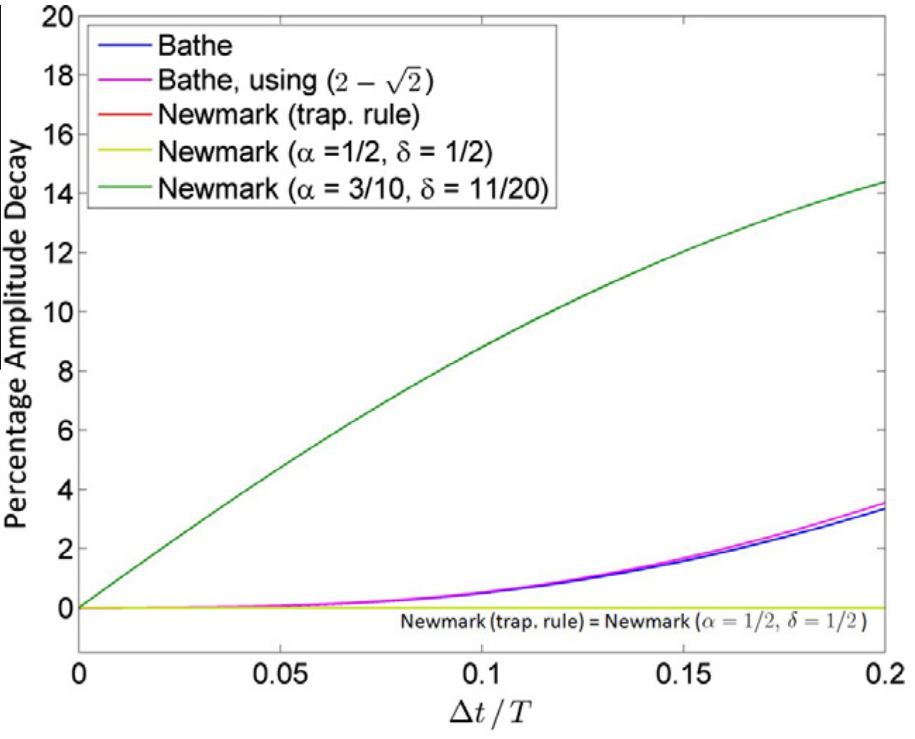 20
18
16
14
12
10
8
6
4
2
0
Percentage Amplitude Decay
Bathe
Bathe, using (2 − √2)
Newmark (trap. rule)
Newmark (α =1/2, δ = 1/2)
Newmark (α = 3/10, δ = 11/20)
Newmark (trap. rule) = Newmark (α = 1/2, δ = 1/2 )
0 0.05 0.1 0.15 0.2
Δt / T